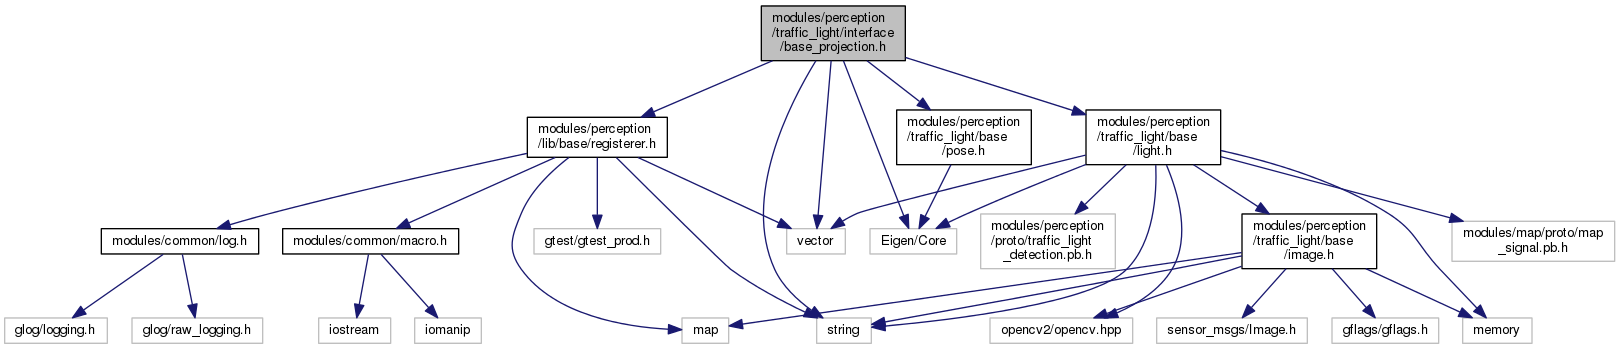 modules/perception
/traffic_light/interface
/base_projection.h
modules/perception
/lib/base/registerer.h
modules/perception
/traffic_light/base
/pose.h
modules/perception
/traffic_light/base
/light.h
modules/common/log.h
modules/common/macro.h
gtest/gtest_prod.h
vector
Eigen/Core
modules/perception
/proto/traffic_light
_detection.pb.h
modules/perception
/traffic_light/base
/image.h
modules/map/proto/map
_signal.pb.h
glog/logging.h
glog/raw_logging.h
iostream
iomanip
map
string
opencv2/opencv.hpp
sensor_msgs/Image.h
gflags/gflags.h
memory